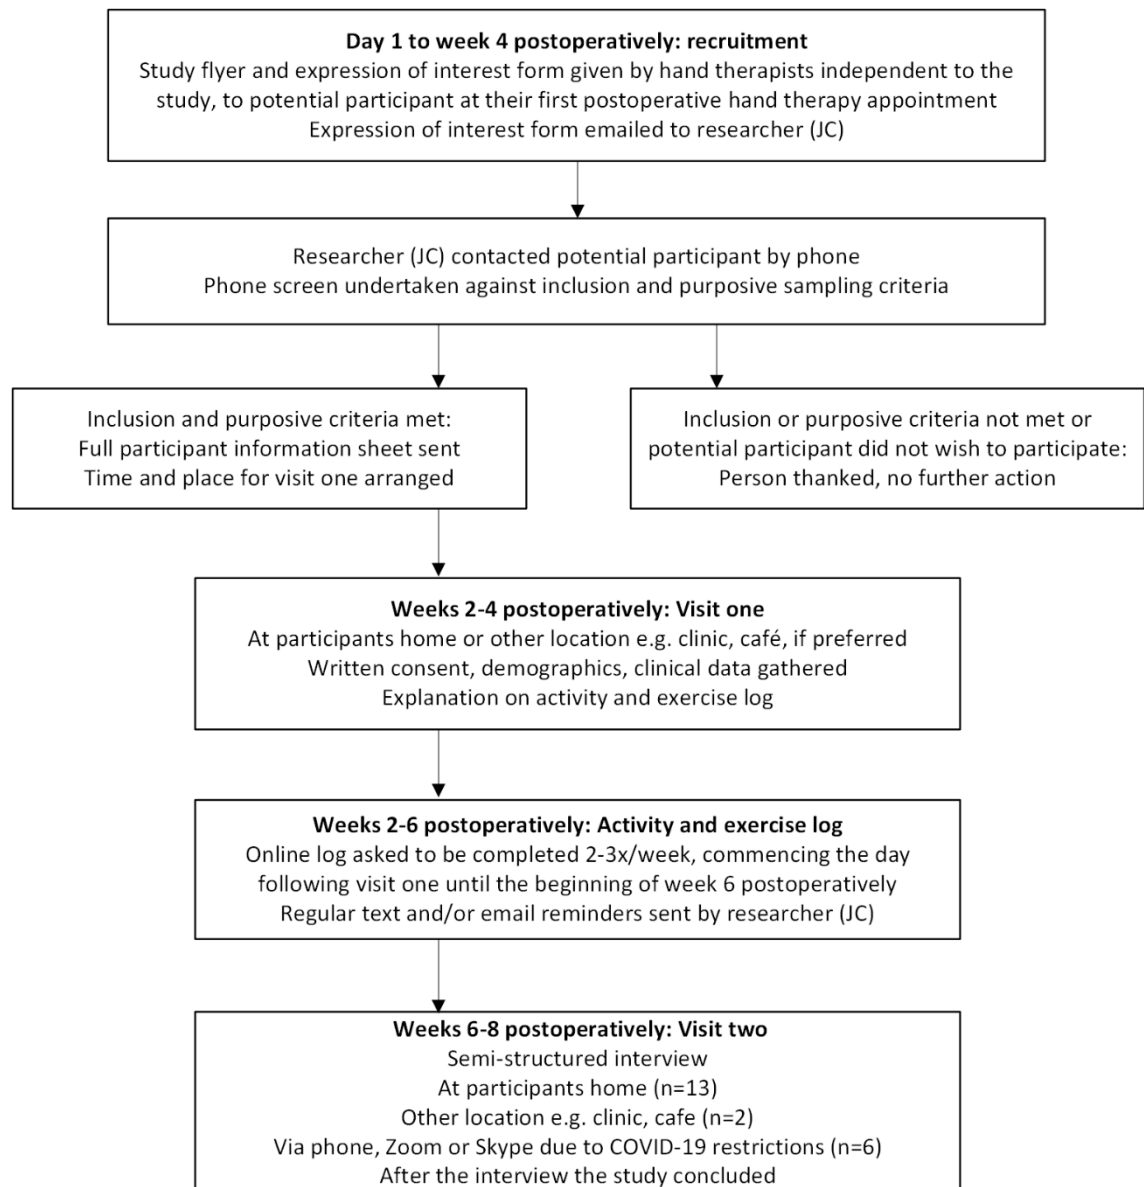 Day 1 to week 4 postoperatively: recruitment
Study flyer and expression of interest form given by hand therapists independent to the
study, to potential participant at their first postoperative hand therapy appointment
Expression of interest form emailed to researcher (JC)
Researcher (JC) contacted potential participant by phone
Phone screen undertaken against inclusion and purposive sampling criteria
Inclusion and purposive criteria met:
Full participant information sheet sent
Time and place for visit one arranged
Inclusion or purposive criteria not met or
potential participant did not wish to participate:
Person thanked, no further action
Weeks 2-4 postoperatively: Visit one
At participants home or other location e.g. clinic, café, if preferred
Written consent, demographics, clinical data gathered
Explanation on activity and exercise log
Weeks 2-6 postoperatively: Activity and exercise log
Online log asked to be completed 2-3x/week, commencing the day
following visit one until the beginning of week 6 postoperatively
Regular text and/or email reminders sent by researcher (JC)
Weeks 6-8 postoperatively: Visit two
Semi-structured interview
At participants home (n=13)
Other location e.g. clinic, cafe (n=2)
Via phone, Zoom or Skype due to COVID-19 restrictions (n=6)
After the interview the study concluded